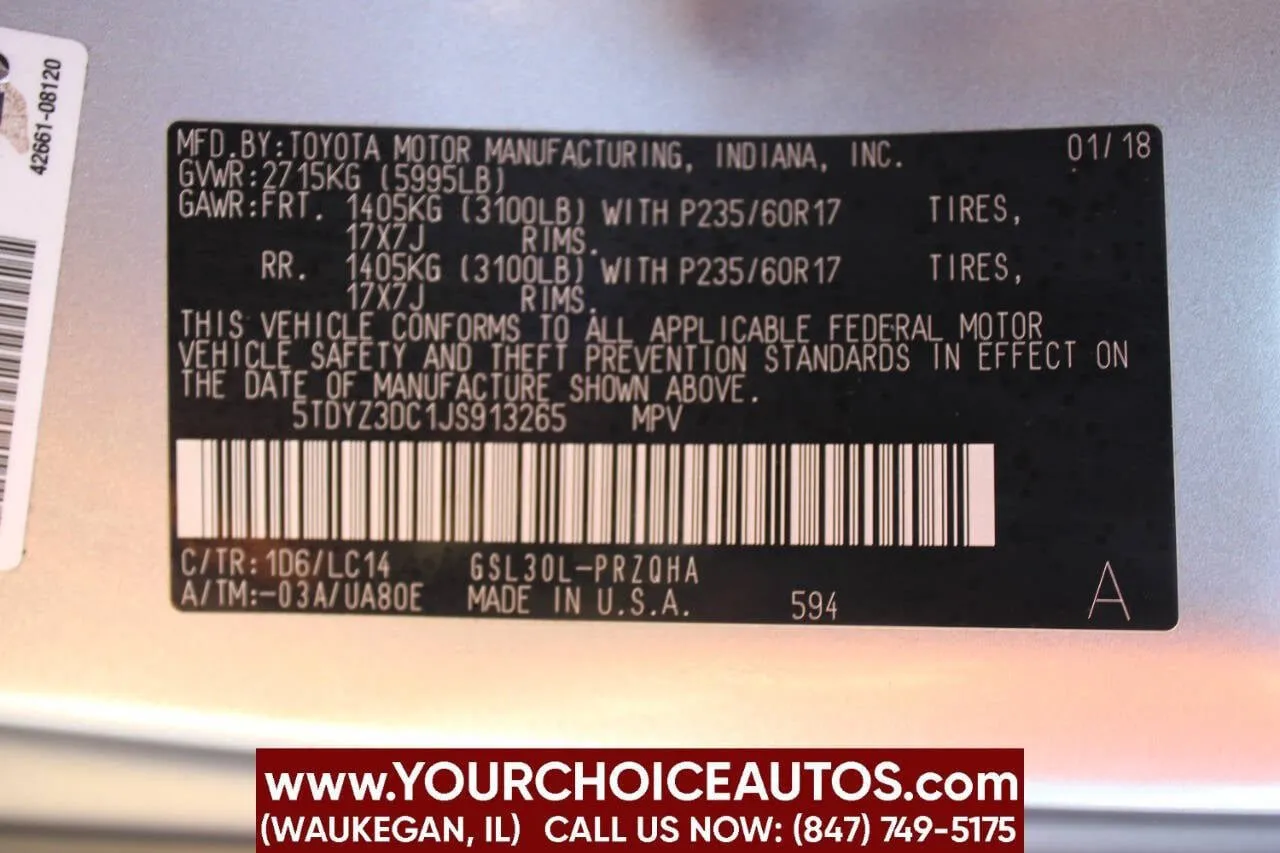 42661-08120
MFD.BY:TOYOTA MOTOR MANUFACTURING, INDIANA, INC. 01/18
GVWR:2715KG (5995LB)
GAWR:FRT. 1405KG (3100LB) WITH P235/60R17 TIRES,
17X7J RIMS.
RR. 1405KG (3100LB) WITH P235/60R17 TIRES,
17X7J RIMS.
THIS VEHICLE CONFORMS TO ALL APPLICABLE FEDERAL MOTOR
VEHICLE SAFETY AND THEFT PREVENTION STANDARDS IN EFFECT ON
THE DATE OF MANUFACTURE SHOWN ABOVE.
5TDYZ3DC1JS913265 MPV
C/TR:1D6/LC14 GSL30L-PRZQHA
A/TM:-03A/UA80E MADE IN U.S.A. 594 A
www.YOURCHOICEAUTOS.com
(WAUKEGAN, IL) CALL US NOW: (847) 749-5175